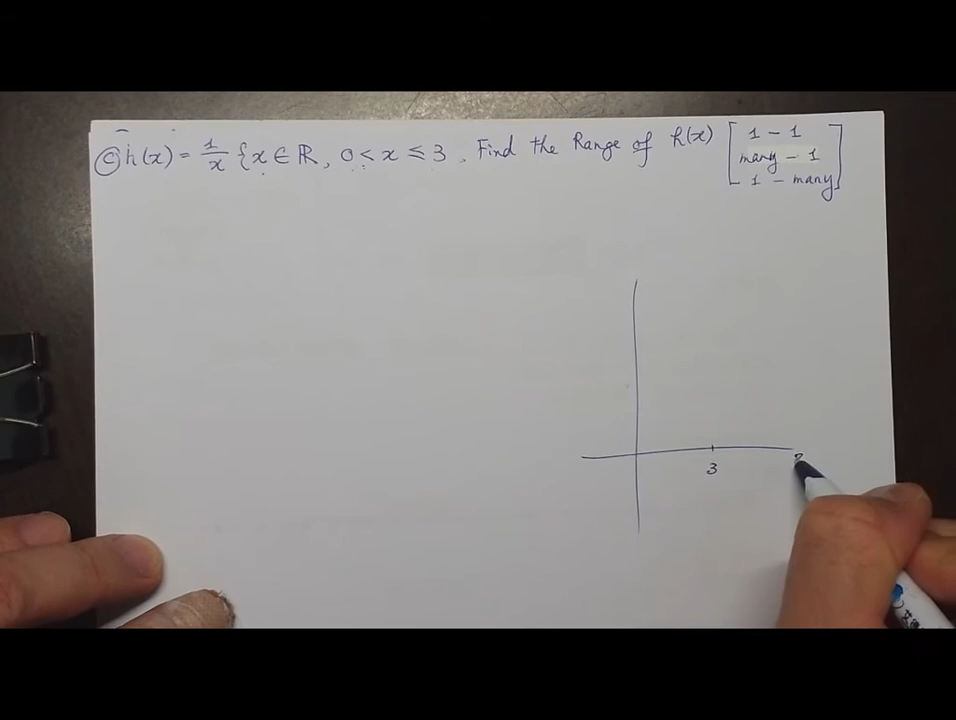 ⓒ h(x) = 1/x {x ∈ ℝ, 0 < x ≤ 3 , Find the Range of h(x) [1 - 1
many - 1
1 - many]
3